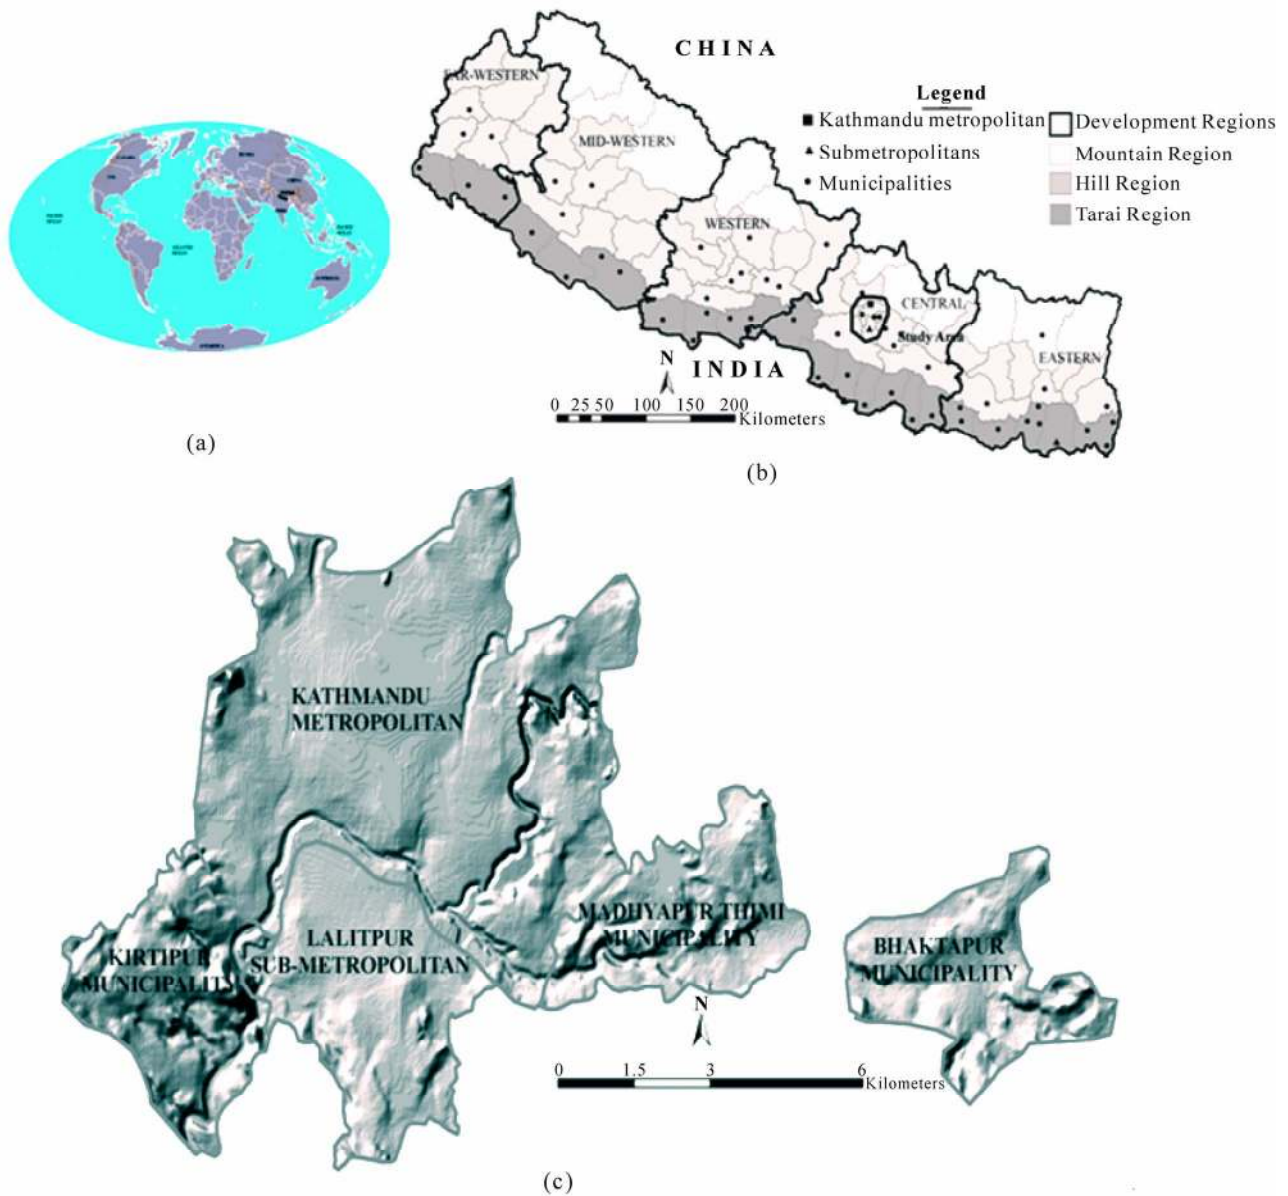 CHINA
FAR-WESTERN
MID-WESTERN
WESTERN
CENTRAL
Study Area
EASTERN
Legend
Kathmandu metropolitan
Submetropolitans
Municipalities
Development Regions
Mountain Region
Hill Region
Tarai Region
N
INDIA
0 25 50 100 150 200
Kilometers
(a)
(b)
KATHMANDU
METROPOLITAN
MADHYAPUR THIMI
MUNICIPALITY
LALITPUR
SUB-METROPOLITAN
KIRTIPUR
MUNICIPALITY
BHAKTAPUR
MUNICIPALITY
N
0 1.5 3 6
Kilometers
(c)